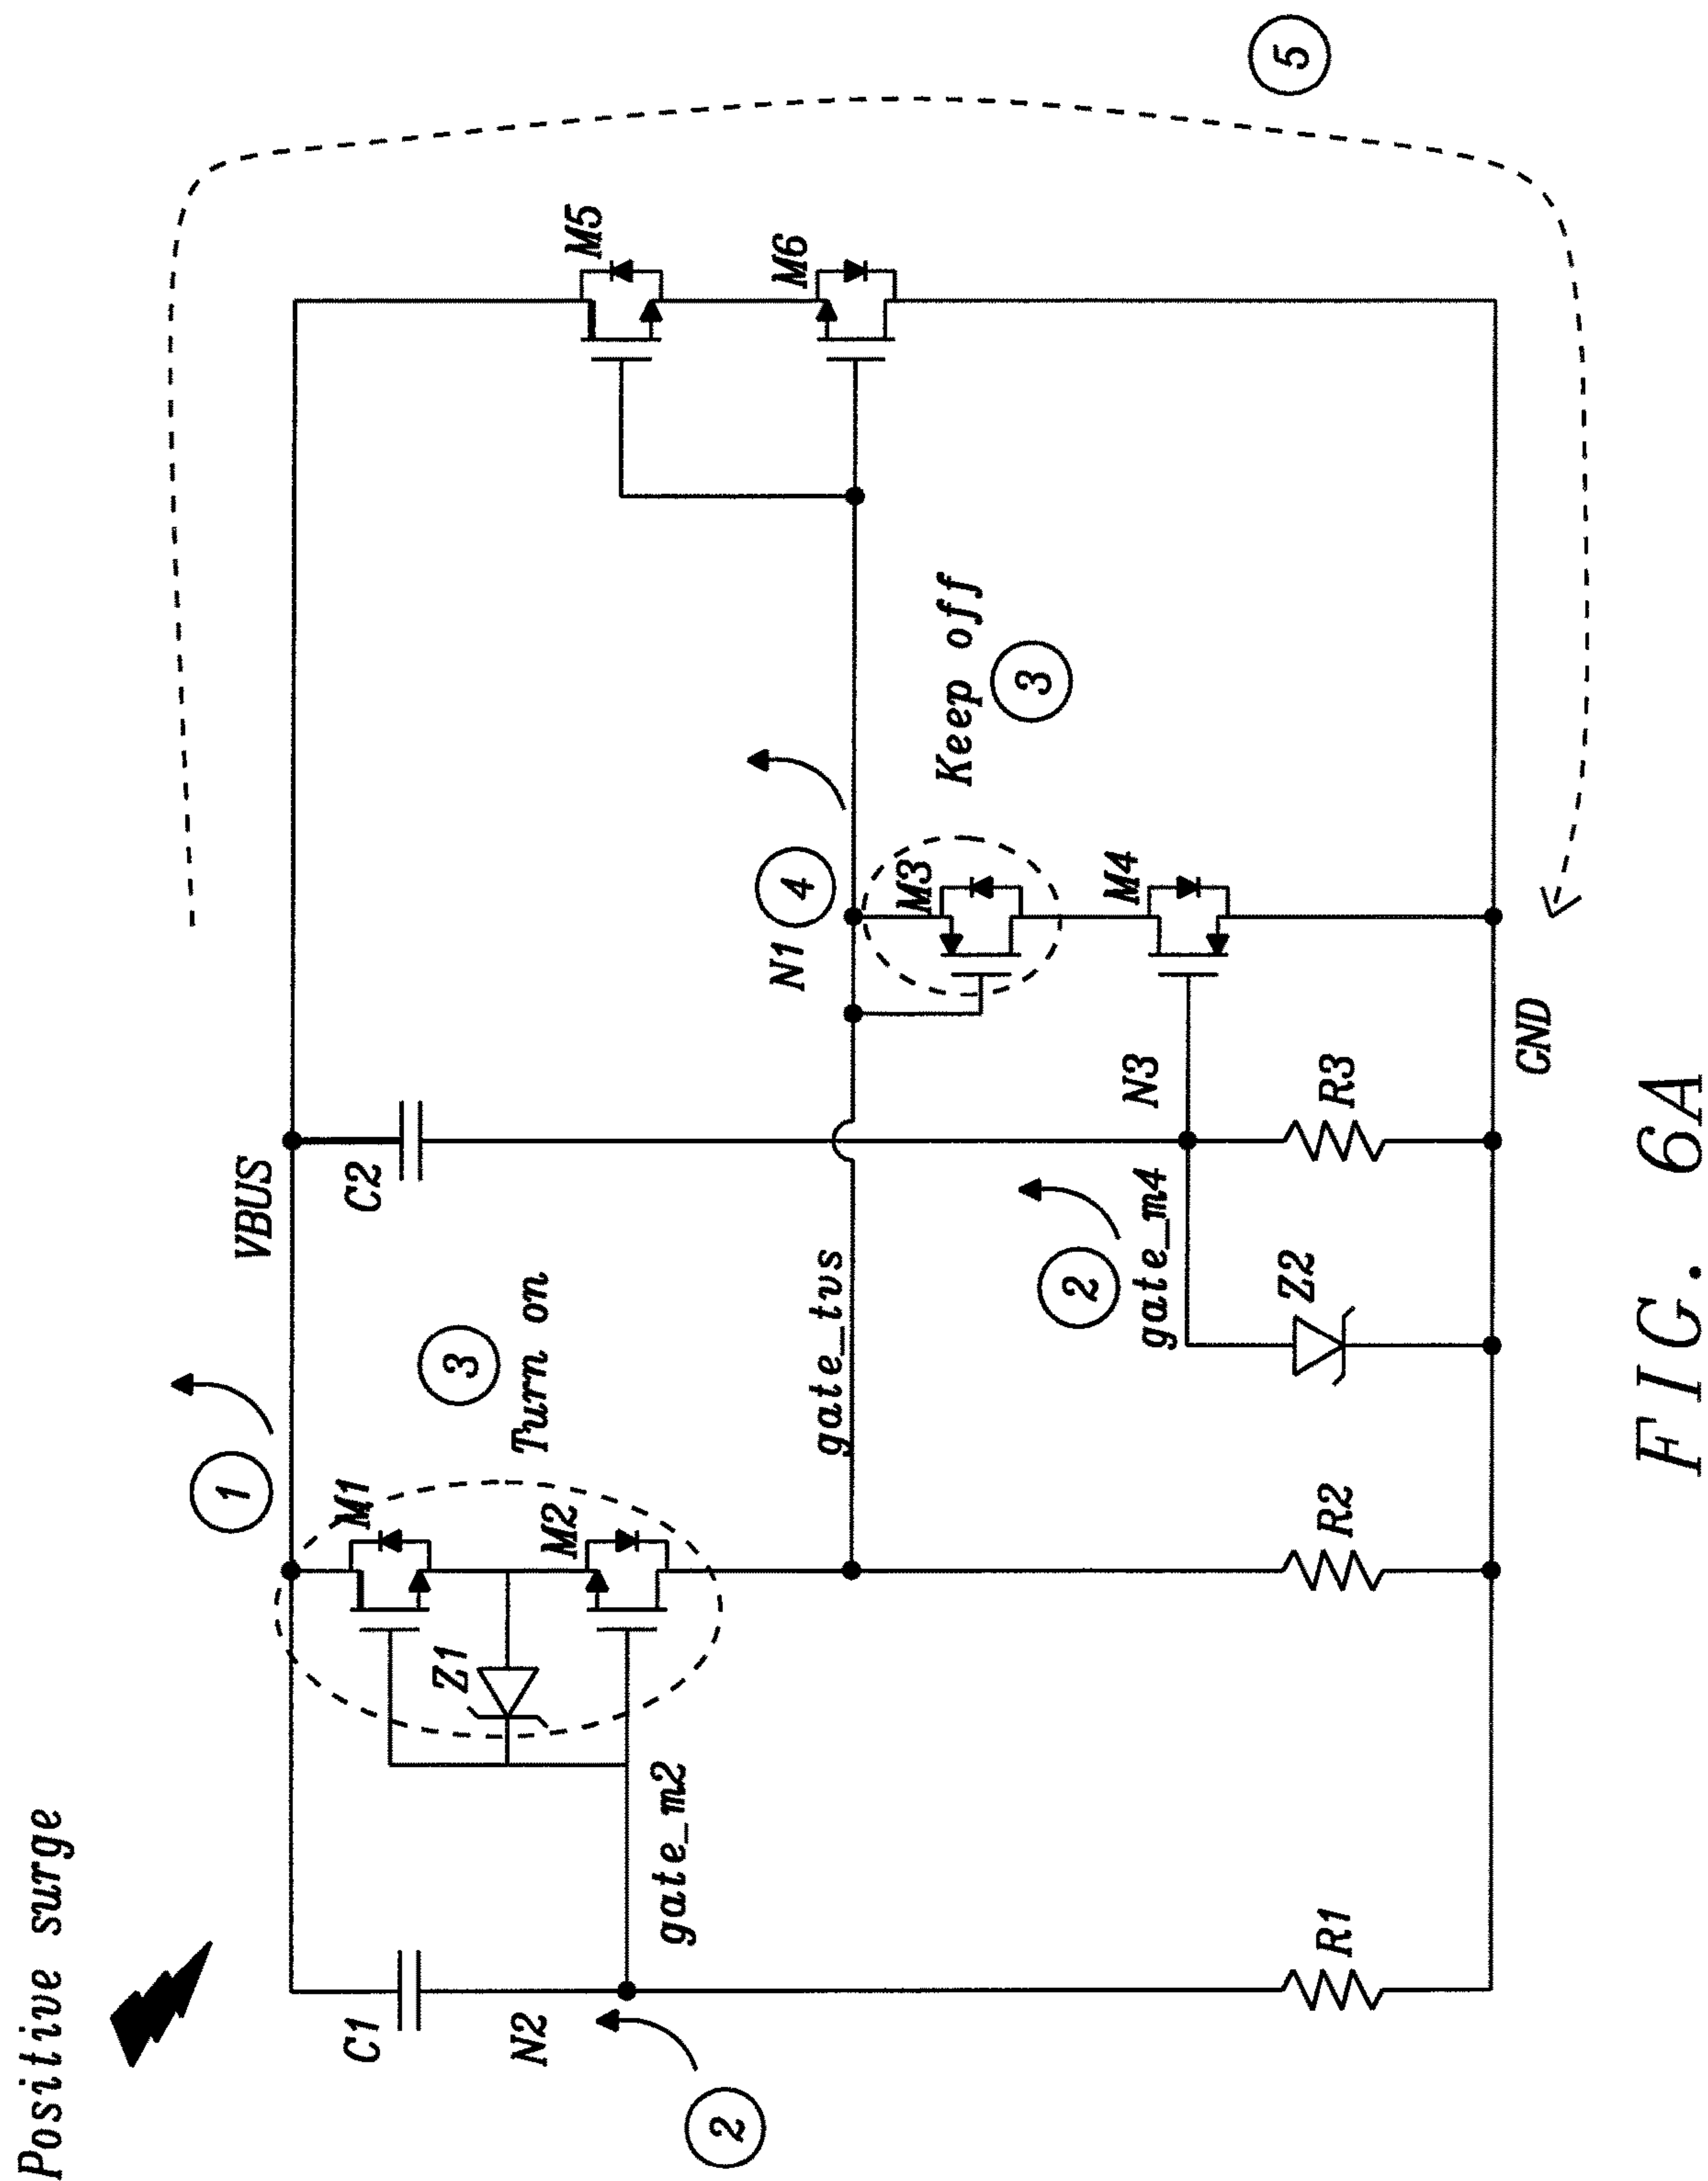 Positive surge
1
VBUS
C1
M1
C2
M5
3
Turn on
Z1
M2
N2
gate_m2
2
gate_tvs
N1
4
M6
M3
Keep off
3
2
gate_m4
N3
M4
R1
R2
Z2
R3
GND
5
FIG. 6A